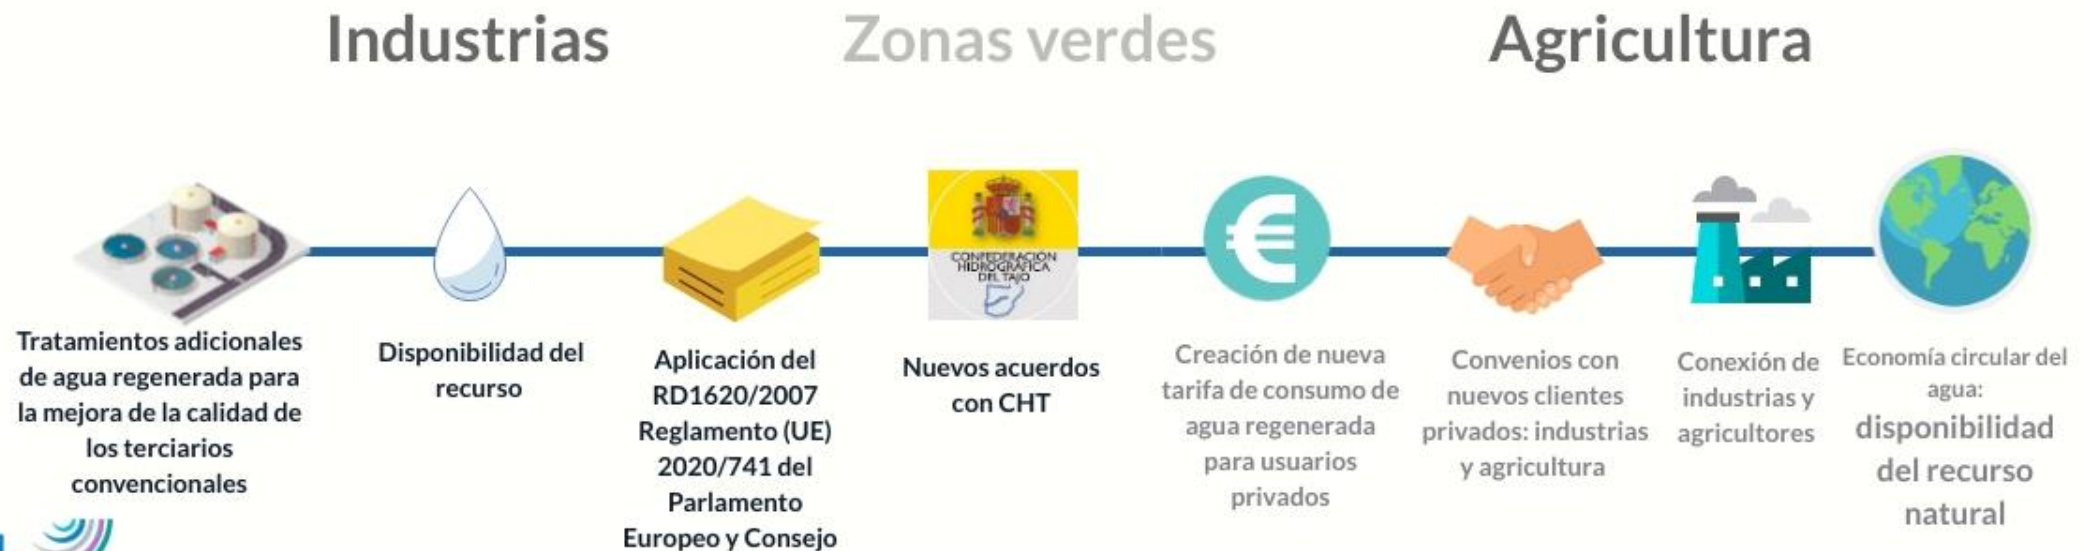 Industrias
Zonas verdes
Agricultura
CONFEDERACIÓN
HIDROGRÁFICA
DEL TAJO
Tratamientos adicionales
de agua regenerada para
la mejora de la calidad de
los terciarios
convencionales
Disponibilidad del
recurso
Aplicación del
RD1620/2007
Reglamento (UE)
2020/741 del
Parlamento
Europeo y Consejo
Nuevos acuerdos
con CHT
€
Creación de nueva
tarifa de consumo de
agua regenerada
para usuarios
privados
Convenios con
nuevos clientes
privados: industrias
y agricultura
Conexión de
industrias y
agricultores
Economía circular del
agua:
disponibilidad
del recurso
natural